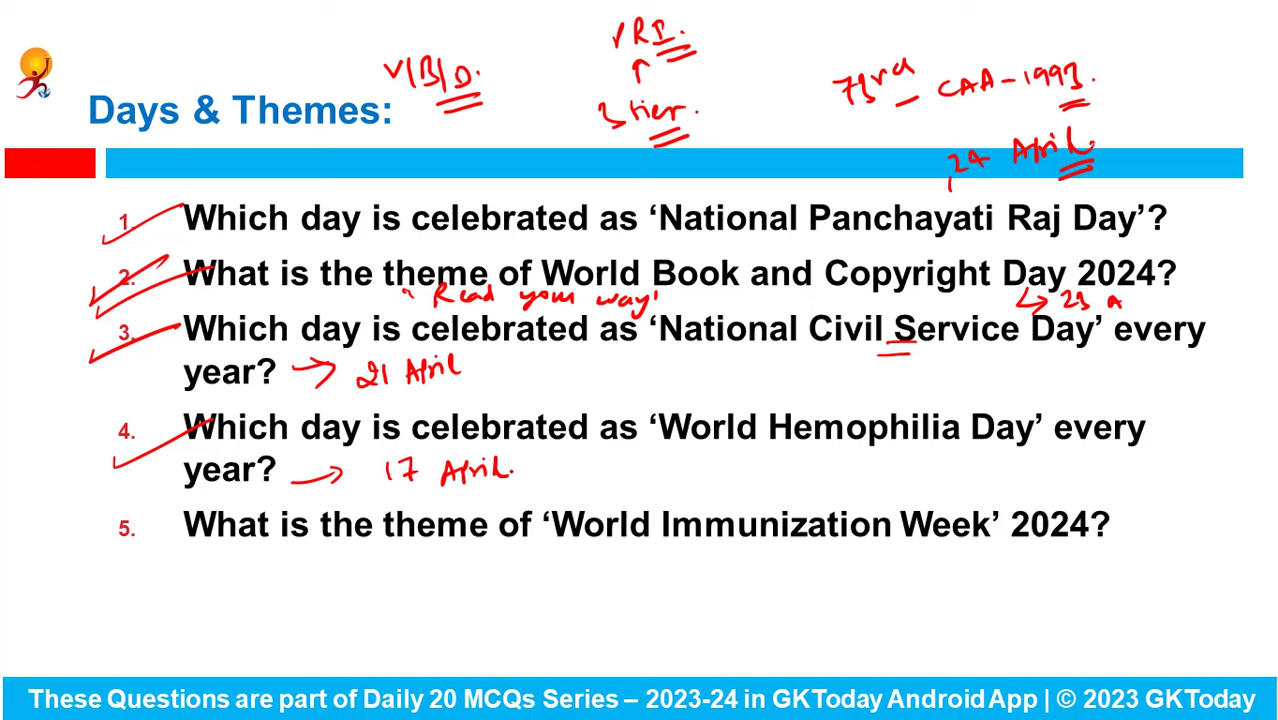 PRI.
V/B/D.
3 tier.
73rd CAA - 1993.
24 April.
Days & Themes:
1. Which day is celebrated as ‘National Panchayati Raj Day’?
2. What is the theme of World Book and Copyright Day 2024?
"Read your way"
23 A
3. Which day is celebrated as ‘National Civil Service Day’ every
year? → 21 April
4. Which day is celebrated as ‘World Hemophilia Day’ every
year? → 17 April.
5. What is the theme of ‘World Immunization Week’ 2024?
These Questions are part of Daily 20 MCQs Series – 2023-24 in GKToday Android App | © 2023 GKToday